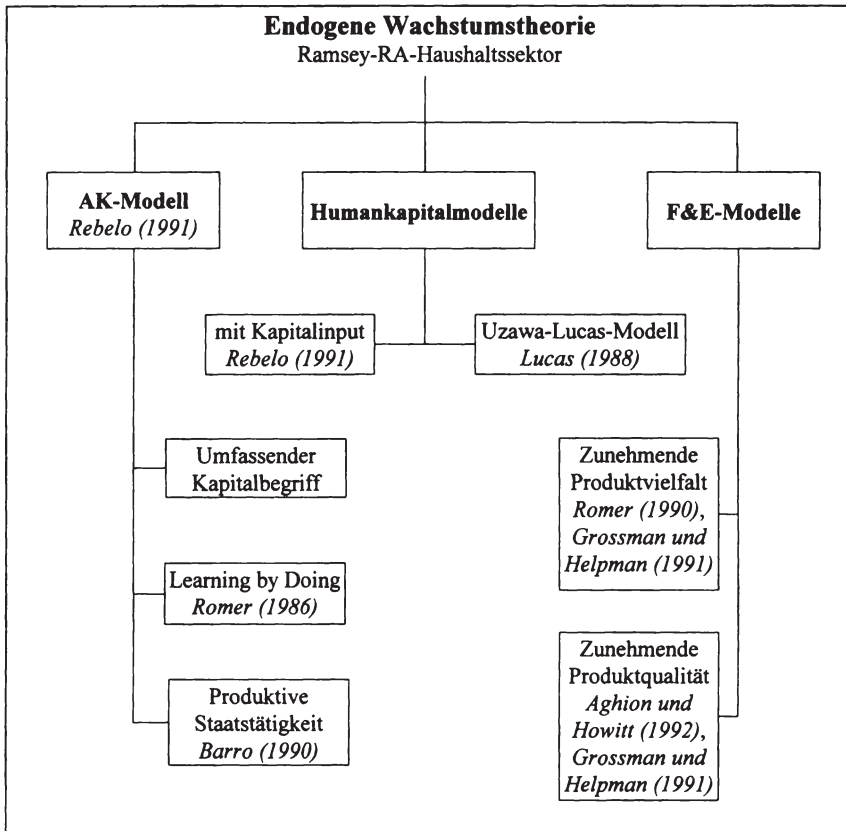 Endogene Wachstumstheorie
Ramsey-RA-Haushaltssektor
AK-Modell
Rebelo (1991)
Humankapitalmodelle
F&E-Modelle
mit Kapitalinput
Rebelo (1991)
Uzawa-Lucas-Modell
Lucas (1988)
Umfassender
Kapitalbegriff
Learning by Doing
Romer (1986)
Produktive
Staatstätigkeit
Barro (1990)
Zunehmende
Produktvielfalt
Romer (1990),
Grossman und
Helpman (1991)
Zunehmende
Produktqualität
Aghion und
Howitt (1992),
Grossman und
Helpman (1991)